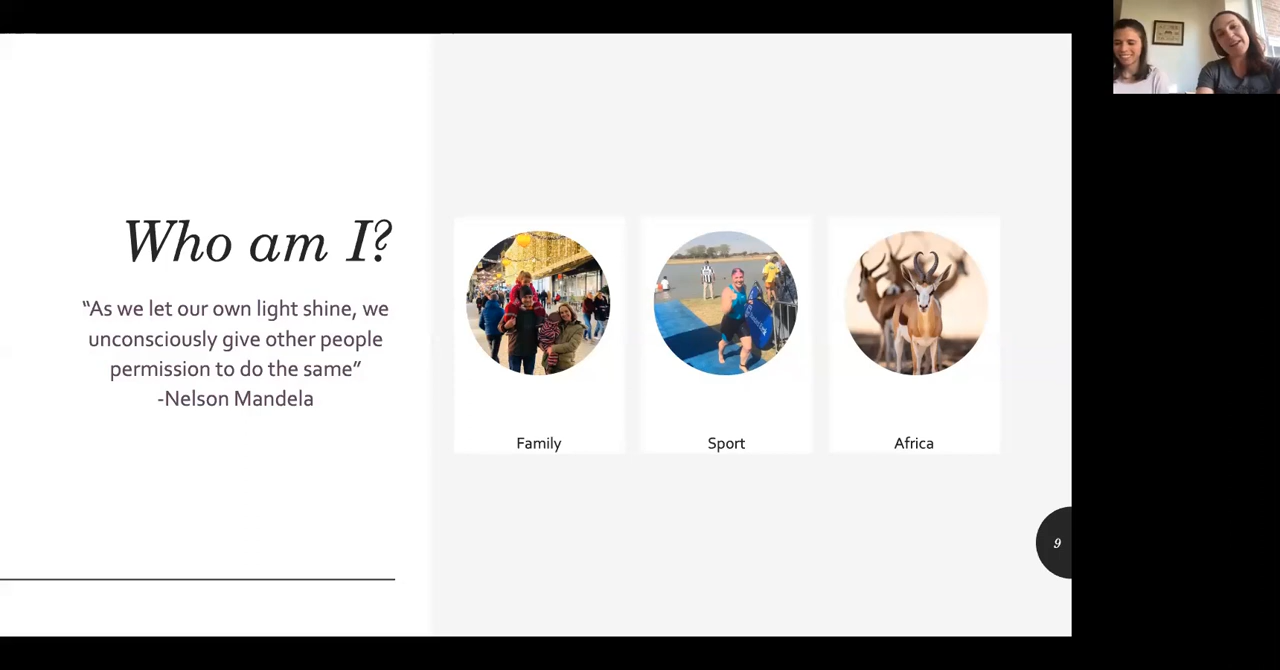 Who am I?
“As we let our own light shine, we
unconsciously give other people
permission to do the same”
-Nelson Mandela
Family
Sport
Africa
9